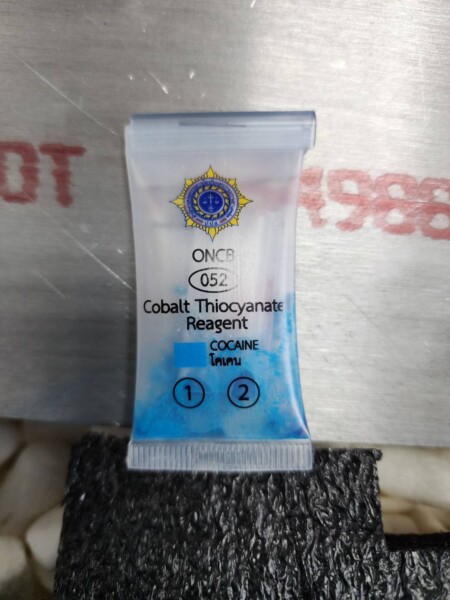 ONCB
052
Cobalt Thiocyanate
Reagent
COCAINE
โคเคน
1 2